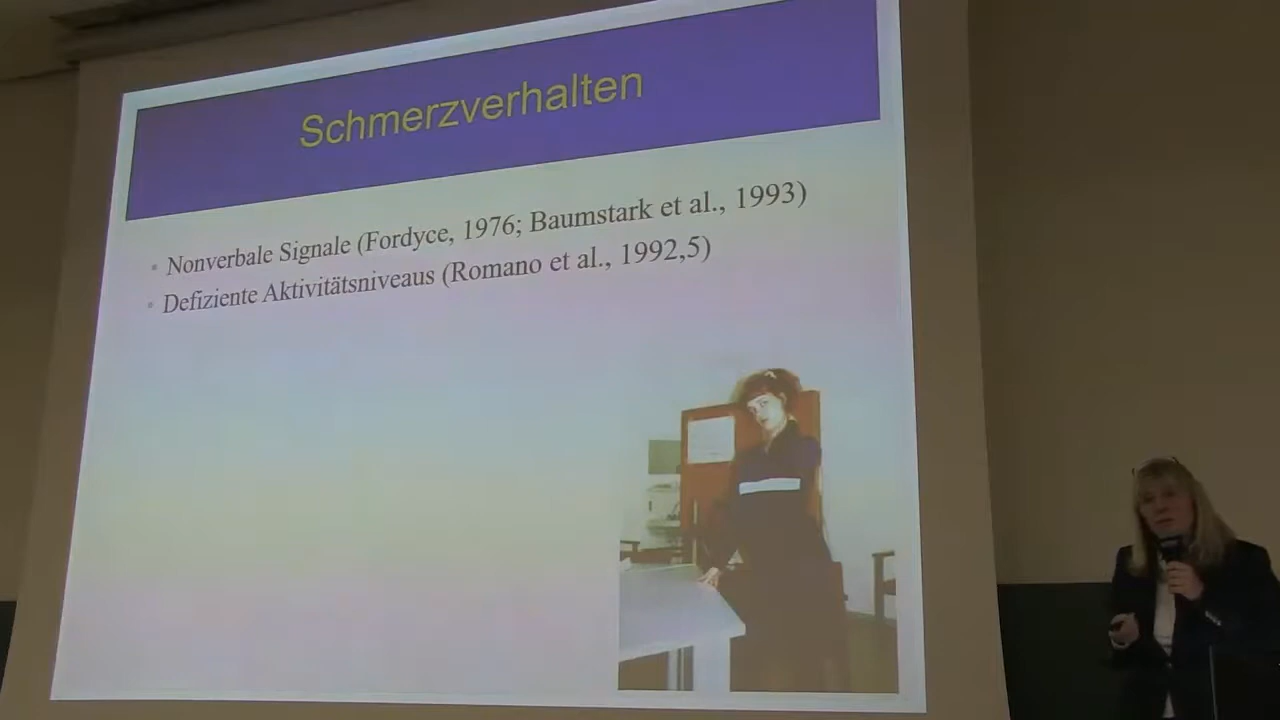 Schmerzverhalten
• Nonverbale Signale (Fordyce, 1976; Baumstark et al., 1993)
• Defiziente Aktivitätsniveaus (Romano et al., 1992,5)